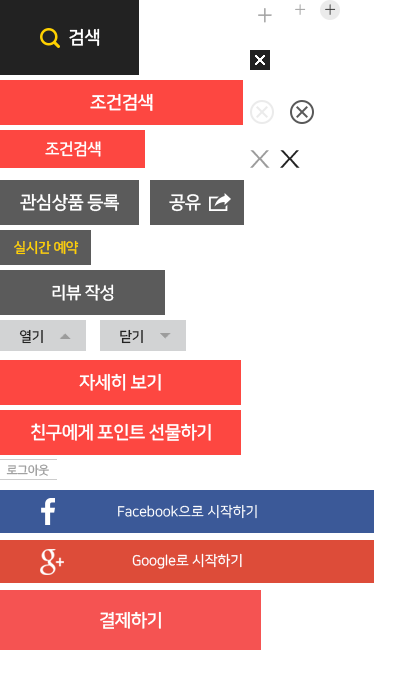 검색
조건검색
조건검색
관심상품 등록
공유
실시간 예약
리뷰 작성
열기
닫기
자세히 보기
친구에게 포인트 선물하기
로그아웃
Facebook으로 시작하기
Google로 시작하기
결제하기